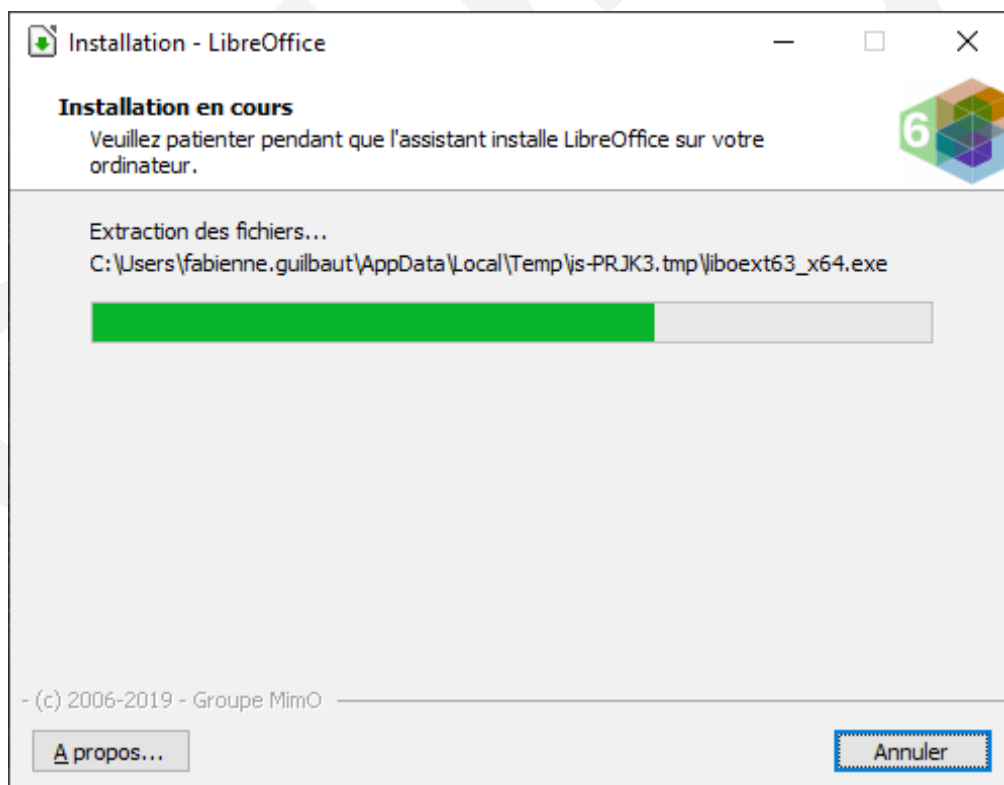 Installation - LibreOffice
Installation en cours
Veuillez patienter pendant que l'assistant installe LibreOffice sur votre
ordinateur.
6
Extraction des fichiers...
C:\Users\fabienne.guilbaut\AppData\Local\Temp\is-PRJK3.tmp\liboext63_x64.exe
- (c) 2006-2019 - Groupe MimO
A propos...
Annuler